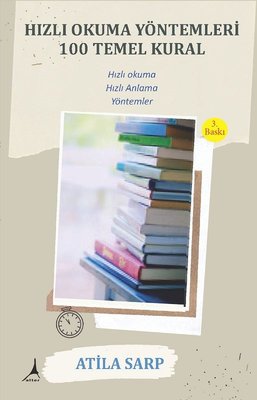 HIZLI OKUMA YÖNTEMLERİ
100 TEMEL KURAL
Hızlı okuma
Hızlı Anlama
Yöntemler
3.
Baskı
ATİLA SARP